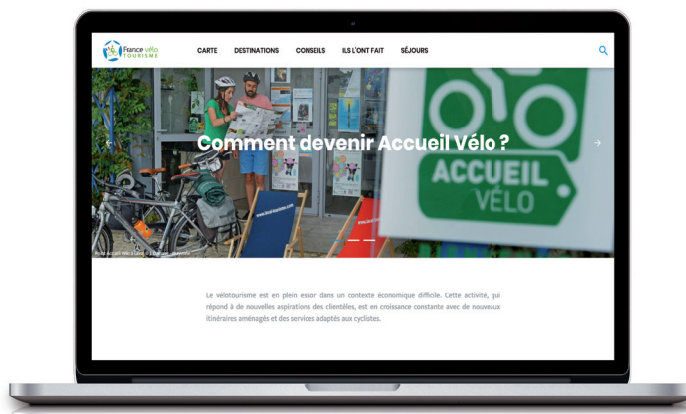 France vélo
TOURISME
CARTE DESTINATIONS CONSEILS ILS L'ONT FAIT SÉJOURS
Comment devenir Accueil Vélo ?
ACCUEIL
VÉLO
Le vélotourisme est en plein essor dans un contexte économique difficile. Cette activité, qui
répond à de nouvelles aspirations des clientèles, est en croissance constante avec de nouveaux
itinéraires aménagés et des services adaptés aux cyclistes.